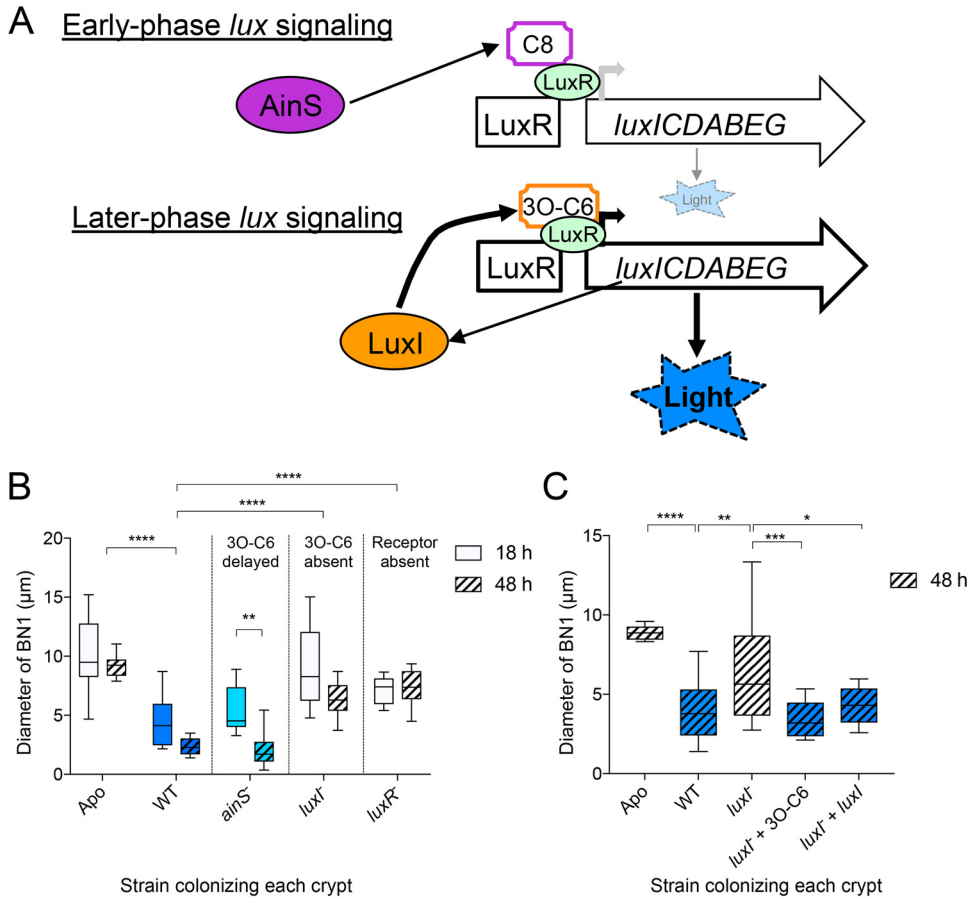 A
Early-phase lux signaling
C8
LuxR
AinS
LuxR
luxICDABEG
Light
Later-phase lux signaling
3O-C6
LuxR
LuxR
luxICDABEG
LuxI
Light
B
****
****
****
**
3O-C6 delayed
3O-C6 absent
Receptor absent
18 h
48 h
Diameter of BN1 (μm)
20
15
10
5
0
Apo
WT
ainS-
luxI-
luxR-
Strain colonizing each crypt
C
****
**
*
***
48 h
Diameter of BN1 (μm)
15
10
5
0
Apo
WT
luxI-
luxI- + 3O-C6
luxI- + luxI
Strain colonizing each crypt